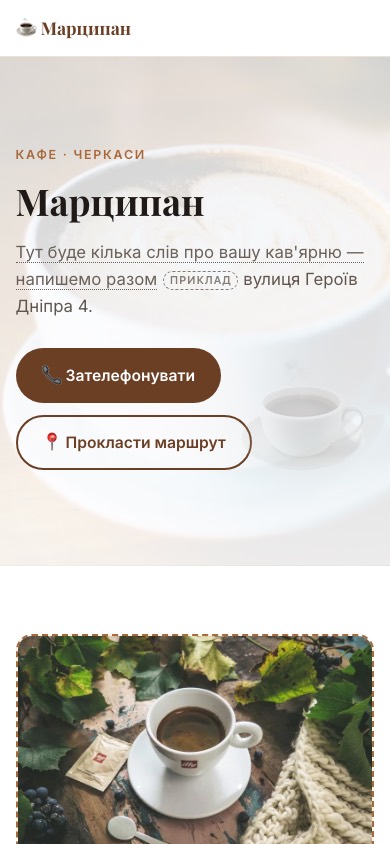 Марципан
КАФЕ · ЧЕРКАСИ
Марципан
Тут буде кілька слів про вашу кав'ярню —
напишемо разом ПРИКЛАД вулиця Героїв
Дніпра 4.
Зателефонувати
Прокласти маршрут
illy